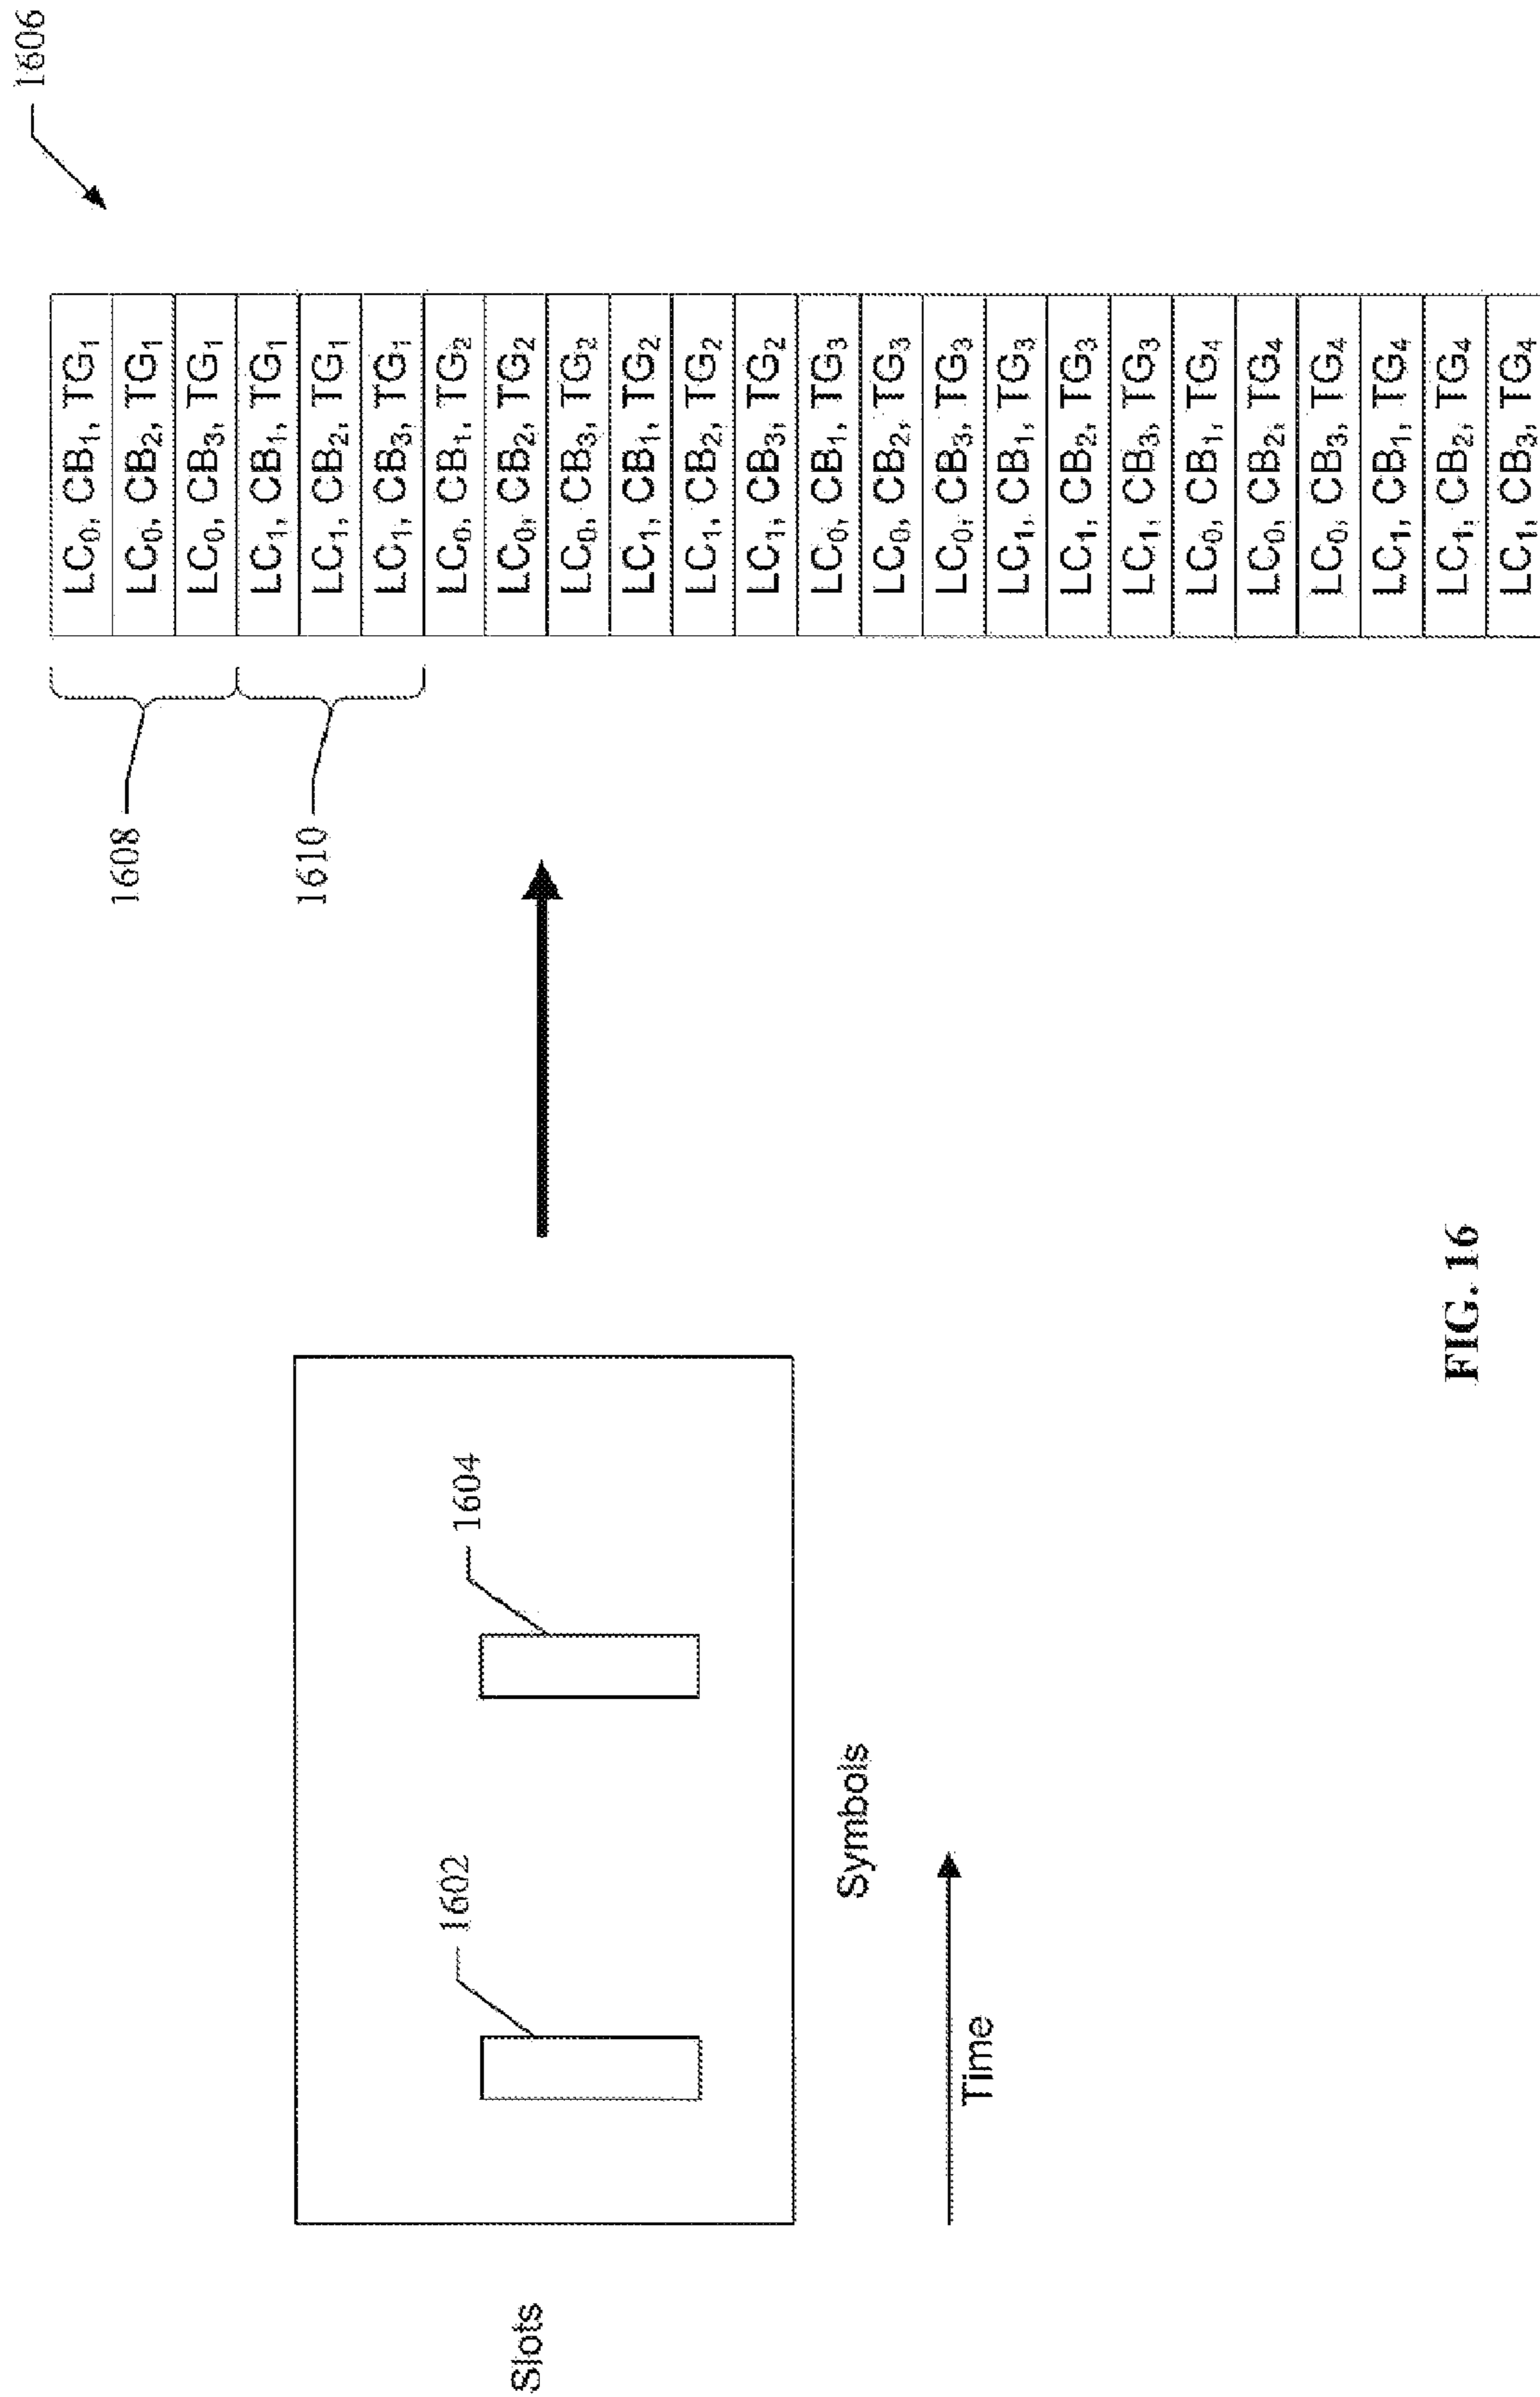 1606
LC₀, CB₁, TG₁
LC₀, CB₂, TG₁
LC₀, CB₃, TG₁
LC₁, CB₁, TG₁
LC₁, CB₂, TG₁
LC₁, CB₃, TG₁
LC₀, CB₁, TG₂
LC₀, CB₂, TG₂
LC₀, CB₃, TG₂
LC₁, CB₁, TG₂
LC₁, CB₂, TG₂
LC₁, CB₃, TG₂
LC₀, CB₁, TG₃
LC₀, CB₂, TG₃
LC₀, CB₃, TG₃
LC₁, CB₁, TG₃
LC₁, CB₂, TG₃
LC₁, CB₃, TG₃
LC₀, CB₁, TG₄
LC₀, CB₂, TG₄
LC₀, CB₃, TG₄
LC₁, CB₁, TG₄
LC₁, CB₂, TG₄
LC₁, CB₃, TG₄
1608
1610
1602
1604
Slots
Symbols
Time
FIG. 16